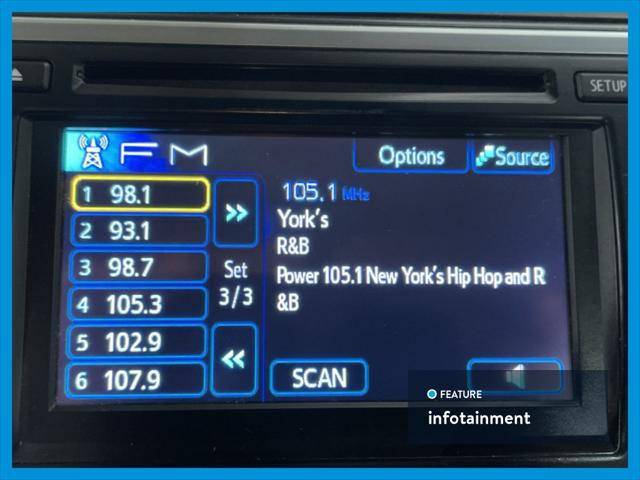 SETUP
FM
Options
Source
1 98.1
2 93.1
3 98.7
4 105.3
5 102.9
6 107.9
>>
Set
3/3
<<
105.1 MHz
York's
R&B
Power 105.1 New York's Hip Hop and R
&B
SCAN
FEATURE
infotainment